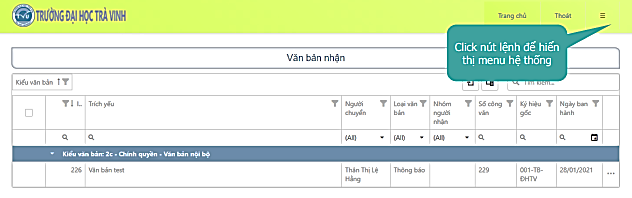 TVU TRƯỜNG ĐẠI HỌC TRÀ VINH
Trang chủ Thoát
Văn bản nhận
Click nút lệnh để hiển
thị menu hệ thống
Kiểu văn bản
Tìm kiếm...
I... Trích yếu Người chuyển Loại văn bản Nhóm người nhận Số công văn Ký hiệu gốc Ngày ban hành
(All) (All) (All)
Kiểu văn bản: 2c - Chính quyền - Văn bản nội bộ
226 Văn bản test Thân Thị Lệ Hằng Thông báo 229 001-TB-ĐHTV 28/01/2021 ...